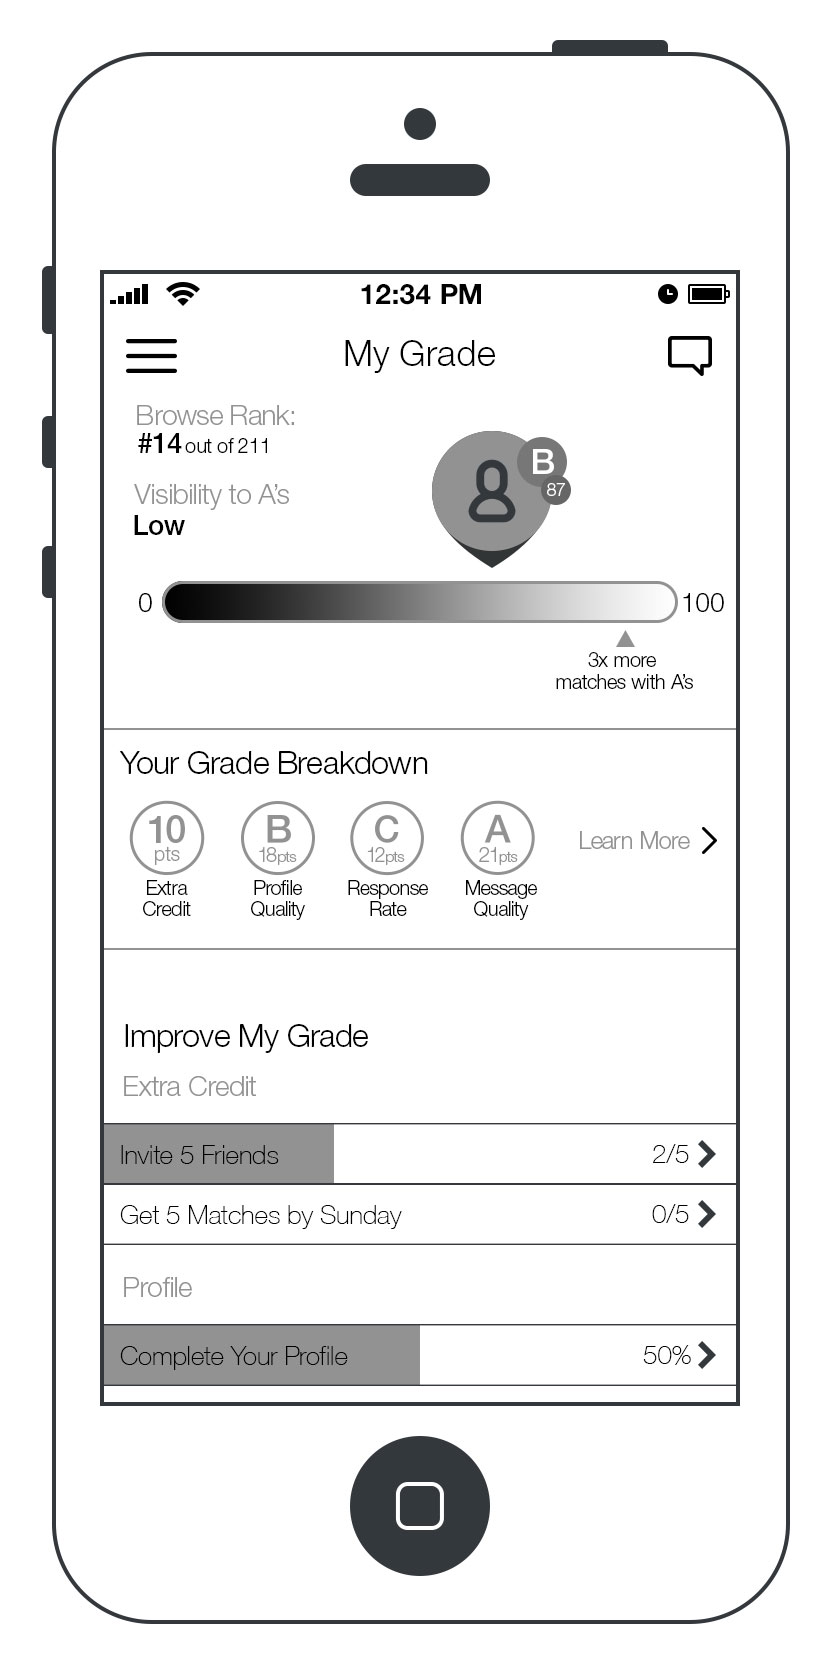 12:34 PM
My Grade
Browse Rank:
#14 out of 211
Visibility to A's
Low
B
87
0
100
3x more
matches with A's
Your Grade Breakdown
10
pts
Extra
Credit
B
18pts
Profile
Quality
C
12pts
Response
Rate
A
21pts
Message
Quality
Learn More
Improve My Grade
Extra Credit
Invite 5 Friends 2/5
Get 5 Matches by Sunday 0/5
Profile
Complete Your Profile 50%